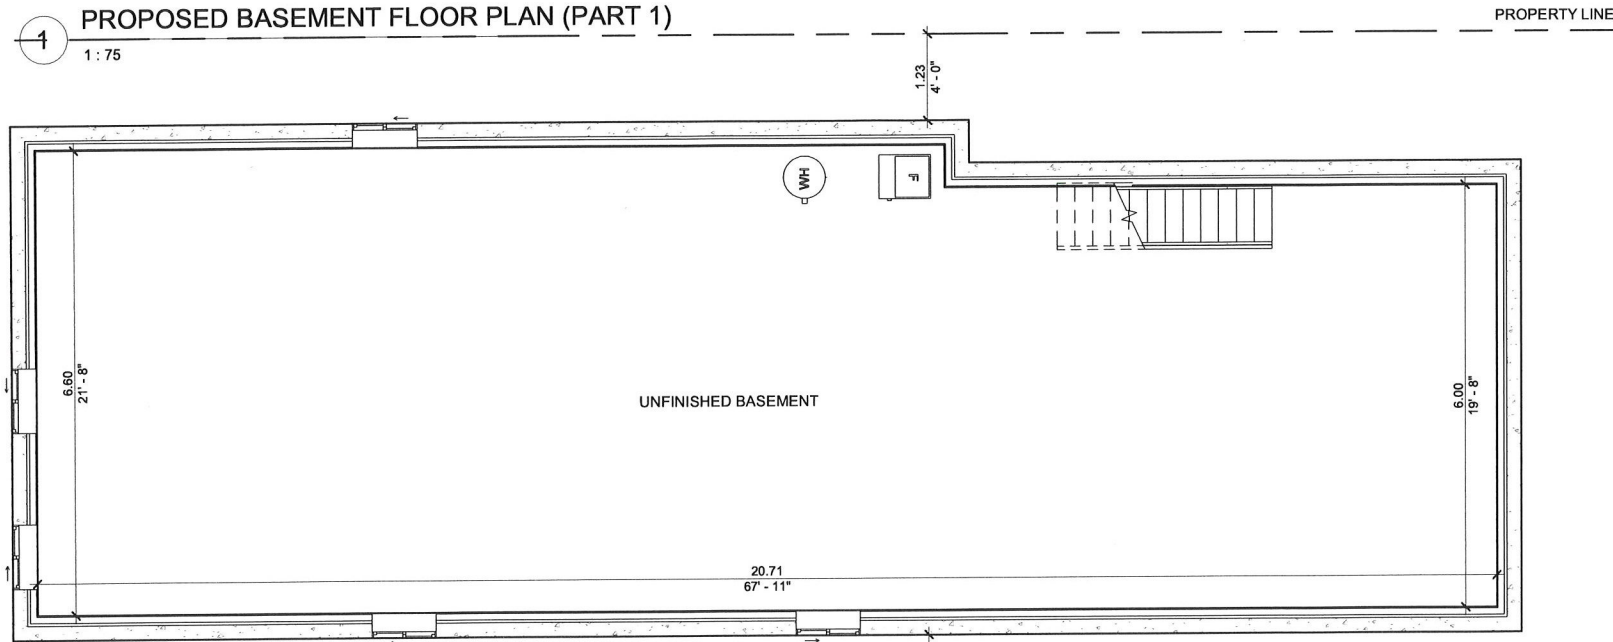 PROPOSED BASEMENT FLOOR PLAN (PART 1)
1
1 : 75
PROPERTY LINE
1.23
4' - 0"
WH
F
6.60
21' - 8"
UNFINISHED BASEMENT
6.00
19' - 8"
20.71
67' - 11"